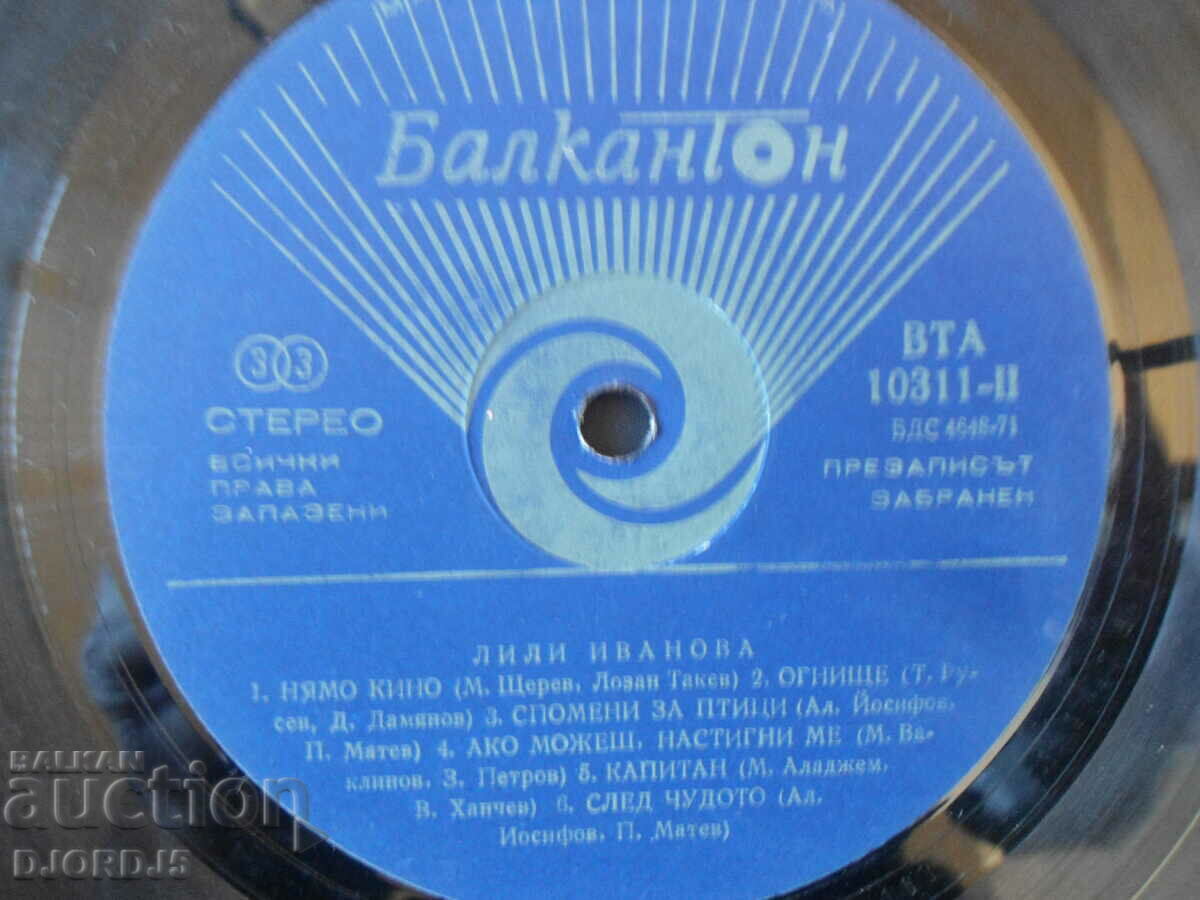 Балкантон
33
СТЕРЕО
ВСИЧКИ
ПРАВА
ЗАПАЗЕНИ
ВТА
10311-II
БДС 4648-71
ПРЕЗАПИСЪТ
ЗАБРАНЕН
ЛИЛИ ИВАНОВА
1. НЯМО КИНО (М. Щерев, Лозан Такев) 2. ОГНИЩЕ (Т. Ру-
сев, Д. Дамянов) 3. СПОМЕНИ ЗА ПТИЦИ (Ал. Йосифов,
П. Матев) 4. АКО МОЖЕШ, НАСТИГНИ МЕ (М. Ва-
клинов, З. Петров) 5. КАПИТАН (М. Аладжем,
В. Ханчев) 6. СЛЕД ЧУДОТО (Ал.
Йосифов, П. Матев)
BALKAN
auction
DJORDJ5